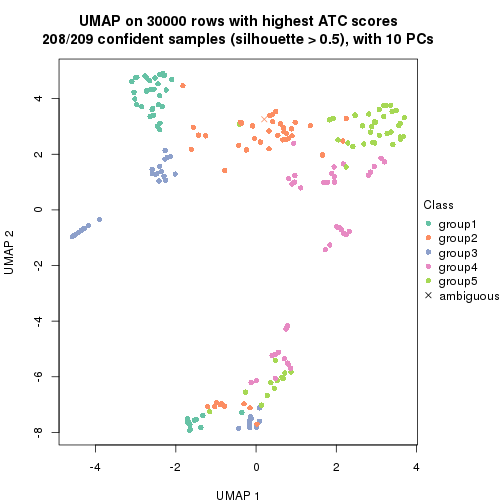 UMAP on 30000 rows with highest ATC scores
208/209 confident samples (silhouette > 0.5), with 10 PCs
4
2
0
-2
-4
-6
-8
UMAP 2
-4
-2
0
2
4
UMAP 1
Class
group1
group2
group3
group4
group5
ambiguous